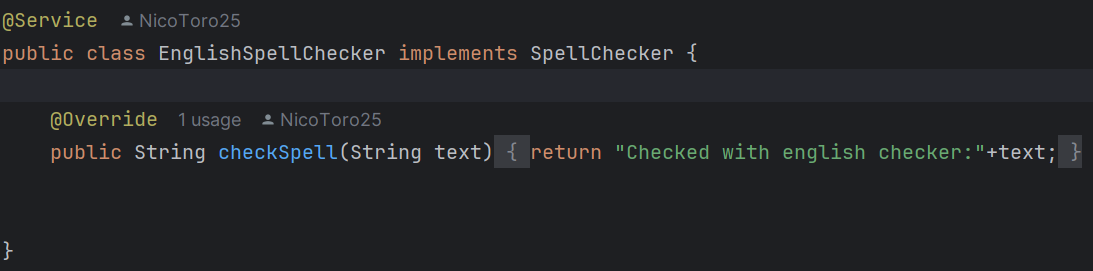 @Service NicoToro25
public class EnglishSpellChecker implements SpellChecker {
@Override 1 usage NicoToro25
public String checkSpell(String text) { return "Checked with english checker:"+text; }
}